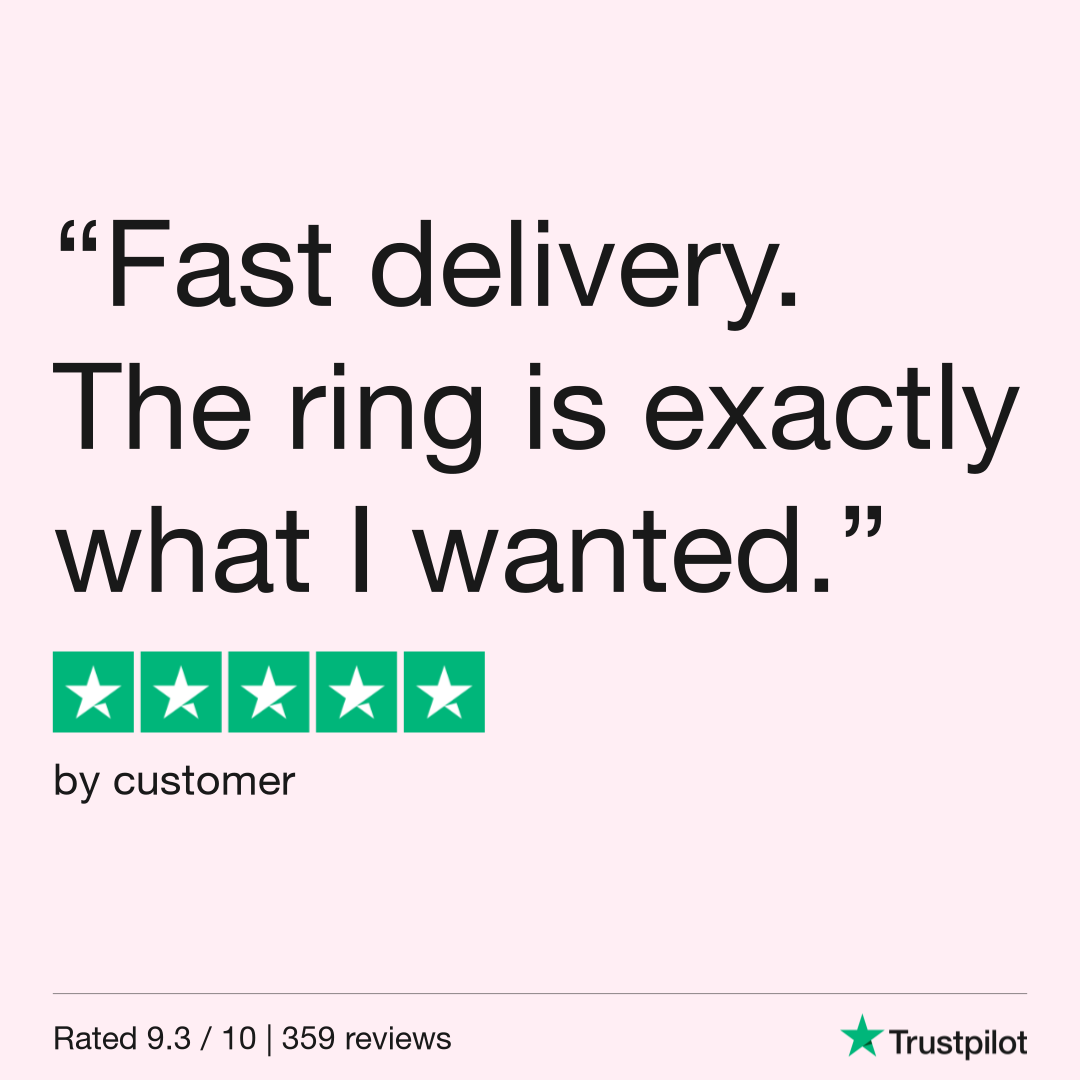 “Fast delivery.
The ring is exactly
what I wanted.”
by customer
Rated 9.3 / 10 | 359 reviews
Trustpilot